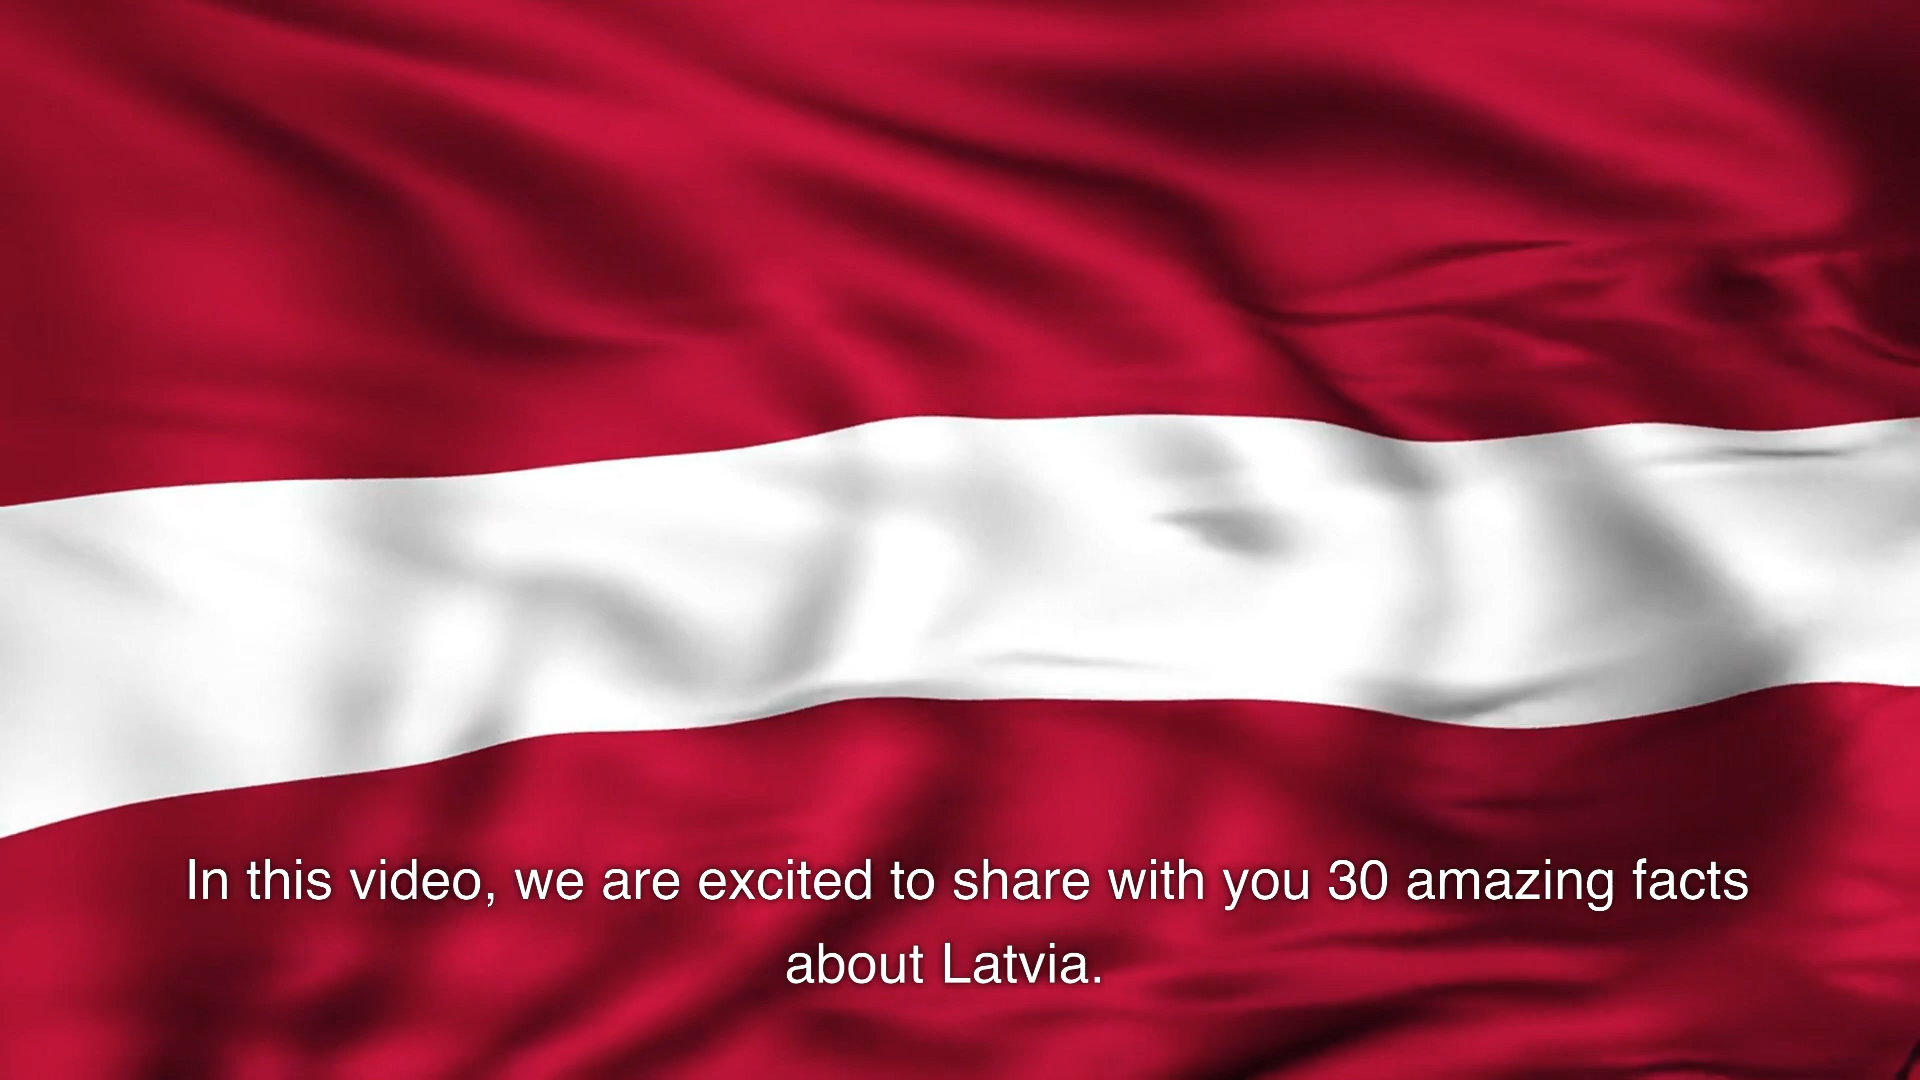 In this video, we are excited to share with you 30 amazing facts
about Latvia.